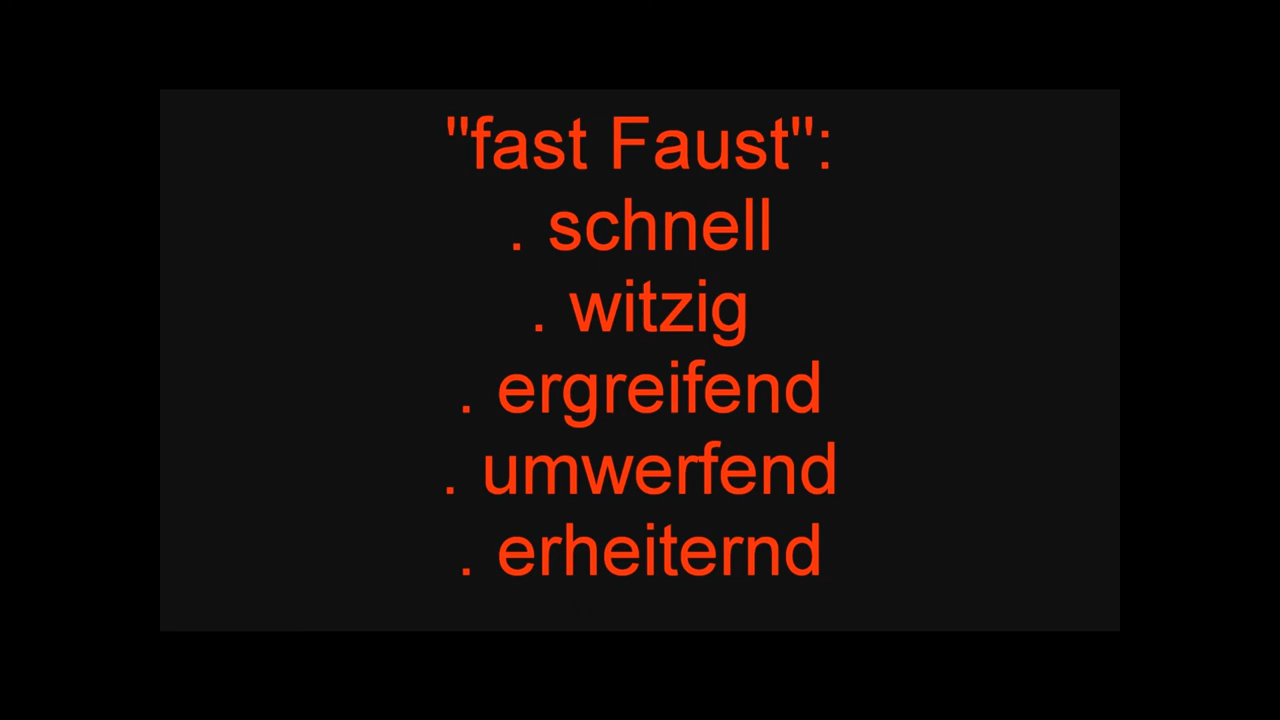 "fast Faust":
. schnell
. witzig
. ergreifend
. umwerfend
. erheiternd